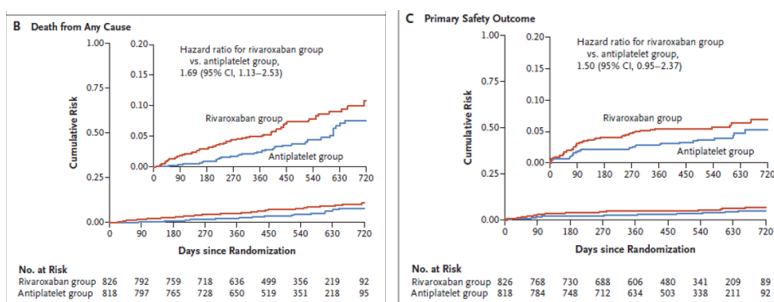 B Death from Any Cause
Cumulative Risk
1.00
0.75
0.50
0.25
0.00
0.20
0.15
0.10
0.05
0.00
Hazard ratio for rivaroxaban group
vs. antiplatelet group,
1.69 (95% CI, 1.13–2.53)
Rivaroxaban group
Antiplatelet group
0 90 180 270 360 450 540 630 720
0 90 180 270 360 450 540 630 720
Days since Randomization
No. at Risk
Rivaroxaban group 826 792 759 718 636 499 356 219 92
Antiplatelet group 818 797 765 728 650 519 351 218 95
C Primary Safety Outcome
Cumulative Risk
1.00
0.75
0.50
0.25
0.00
0.20
0.15
0.10
0.05
0.00
Hazard ratio for rivaroxaban group
vs. antiplatelet group,
1.50 (95% CI, 0.95–2.37)
Rivaroxaban group
Antiplatelet group
0 90 180 270 360 450 540 630 720
0 90 180 270 360 450 540 630 720
Days since Randomization
No. at Risk
Rivaroxaban group 826 768 730 688 606 480 341 209 89
Antiplatelet group 818 784 748 712 634 503 338 211 92